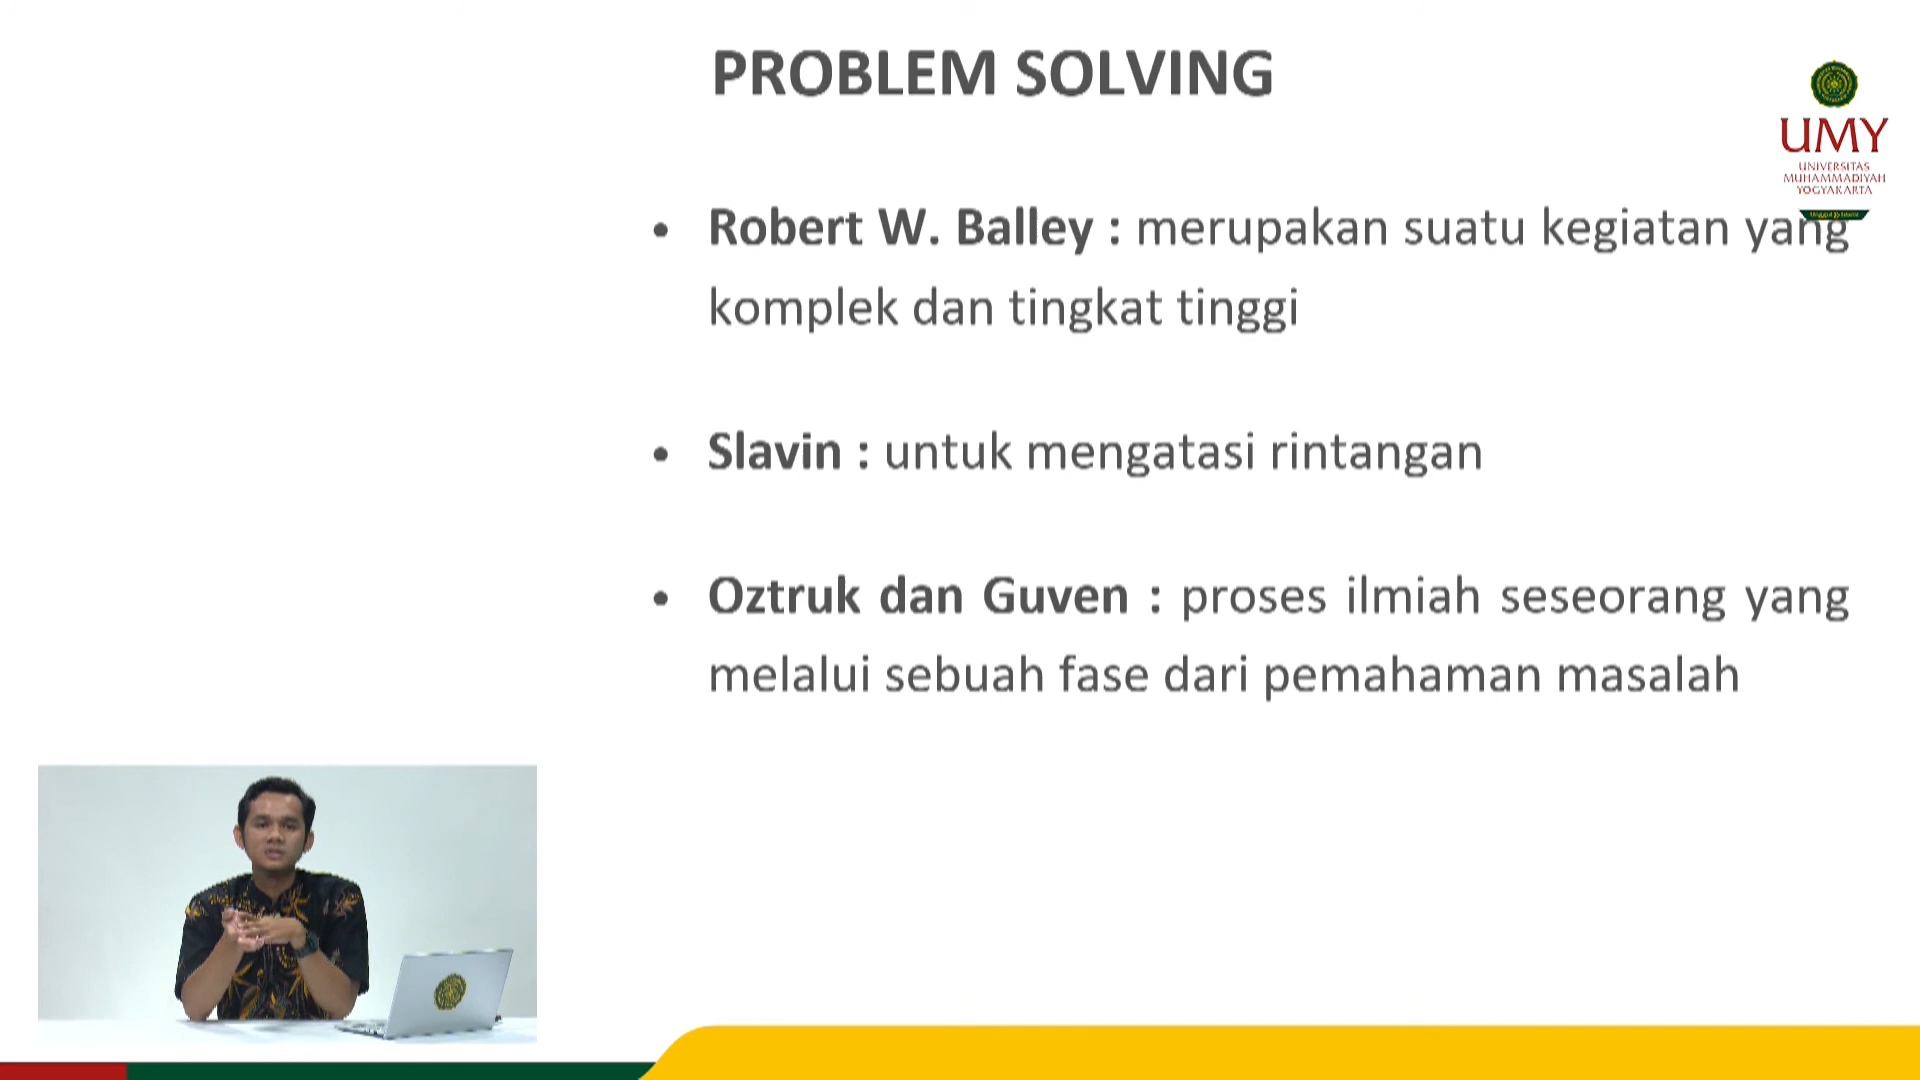 PROBLEM SOLVING
UMY
UNIVERSITAS
MUHAMMADIYAH
YOGYAKARTA
• Robert W. Balley : merupakan suatu kegiatan yang
komplek dan tingkat tinggi
• Slavin : untuk mengatasi rintangan
• Oztruk dan Guven : proses ilmiah seseorang yang
melalui sebuah fase dari pemahaman masalah